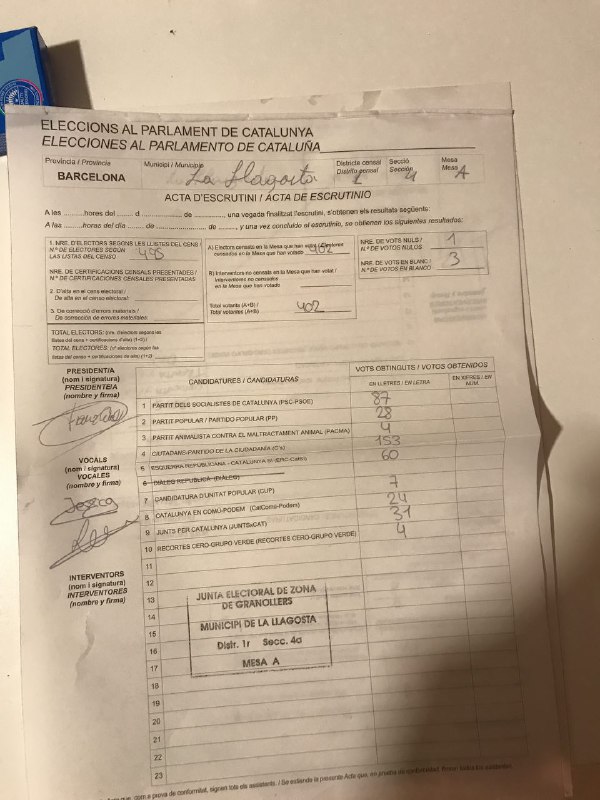 ELECCIONS AL PARLAMENT DE CATALUNYA
ELECCIONES AL PARLAMENTO DE CATALUÑA
Província / Provincia
BARCELONA
Municipi / Municipio
La Llagosta
Districte censal
Distrito censal
1
Secció
Sección
4
Mesa
Mesa
A
ACTA D'ESCRUTINI / ACTA DE ESCRUTINIO
A les ........ hores del ...... d ............ de ............, una vegada finalitzat l'escrutini, s'obtenen els resultats següents:
A las ........ horas del día ...... de ............ de ............, y una vez concluido el escrutinio, se obtienen los siguientes resultados:
1. NRE. D'ELECTORS SEGONS LES LLISTES DEL CENS /
N.º DE ELECTORES SEGÚN
LAS LISTAS DEL CENSO
495
NRE. DE CERTIFICACIONS CENSALS PRESENTADES /
N.º DE CERTIFICACIONES CENSALES PRESENTADAS
2. D'alta en el cens electoral /
De alta en el censo electoral:
3. De correcció d'errors materials /
De corrección de errores materiales:
TOTAL ELECTORS: (nre. d'electors segons les
llistes del cens + certificacions d'alta) (1+2) /
TOTAL ELECTORES: (n.º electores según las
listas del censo + certificaciones de alta) (1+2)
A) Electors censats en la Mesa que han votat / Electores
censados en la Mesa que han votado
402
B) Interventors no censats en la Mesa que han votat /
Interventores no censados
en la Mesa que han votado
Total votants (A+B) /
Total votantes (A+B)
402
NRE. DE VOTS NULS /
N.º DE VOTOS NULOS
1
NRE. DE VOTS EN BLANC /
N.º DE VOTOS EN BLANCO
3
PRESIDENTIA
(nom i signatura)
PRESIDENTE/A
(nombre y firma)
VOCALS
(nom i signatura)
VOCALES
(nombre y firma)
Jessica
INTERVENTORS
(nom i signatura)
INTERVENTORES
(nombre y firma)
CANDIDATURES / CANDIDATURAS
VOTS OBTINGUTS / VOTOS OBTENIDOS
EN LLETRES / EN LETRA
EN XIFRES / EN NÚM.
1 PARTIT DELS SOCIALISTES DE CATALUNYA (PSC-PSOE) 87
2 PARTIT POPULAR / PARTIDO POPULAR (PP) 28
3 PARTIT ANIMALISTA CONTRA EL MALTRACTAMENT ANIMAL (PACMA) 4
4 CIUTADANS-PARTIDO DE LA CIUDADANÍA (C's) 153
5 ESQUERRA REPUBLICANA - CATALUNYA SÍ (ERC-CatSí) 60
6 DIÀLEG REPUBLICÀ (DIÀLEG)
7 CANDIDATURA D'UNITAT POPULAR (CUP) 7
8 CATALUNYA EN COMÚ-PODEM (CatComú-Podem) 24
9 JUNTS PER CATALUNYA (JUNTSxCAT) 31
10 RECORTES CERO-GRUPO VERDE (RECORTES CERO-GRUPO VERDE) 4
11
12
13
14
15
16
17
18
19
20
21
22
23
JUNTA ELECTORAL DE ZONA
DE GRANOLLERS
MUNICIPI DE LA LLAGOSTA
Distr. 1r Secc. 4a
MESA A
com a prova de conformitat, signen tots els assistents. / Se extiende la presente Acta que, en prueba de conformidad, firman todos los asistentes.